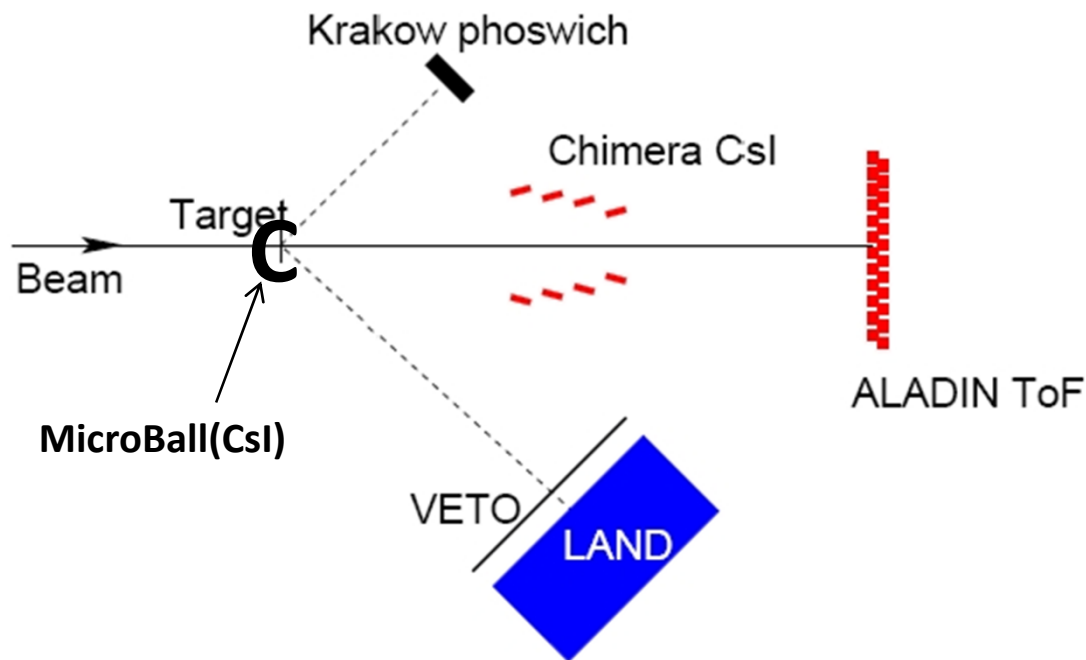 Krakow phoswich
Chimera CsI
Target
C
Beam
ALADIN ToF
MicroBall(CsI)
VETO
LAND